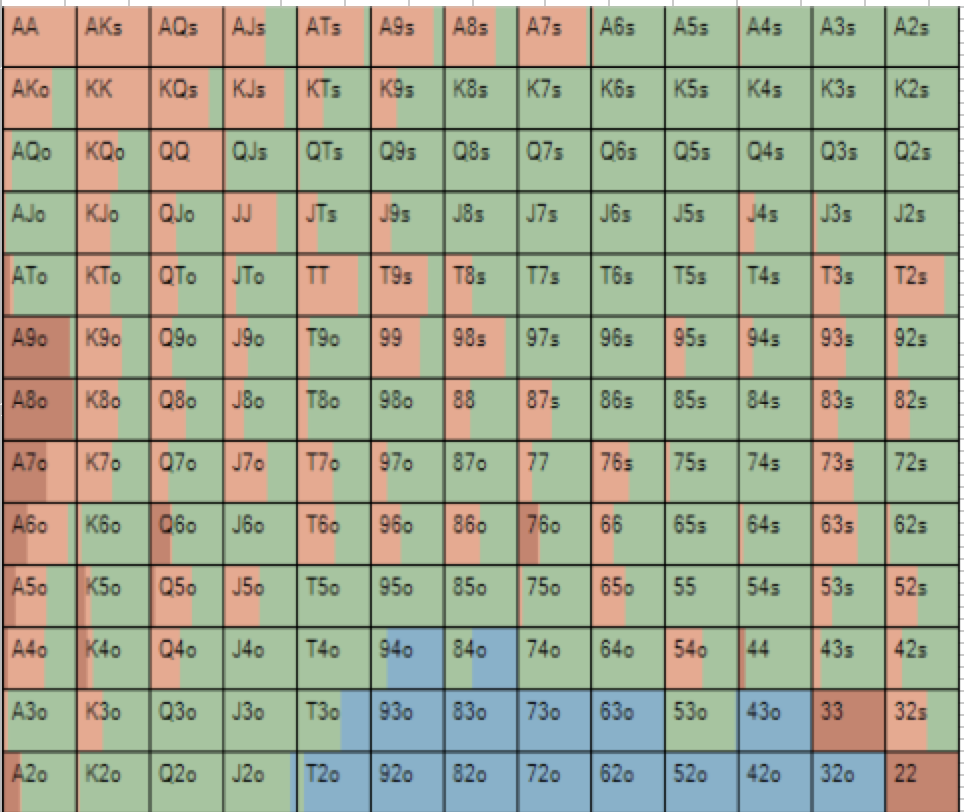 AA AKs AQs AJs ATs A9s A8s A7s A6s A5s A4s A3s A2s
AKo KK KQs KJs KTs K9s K8s K7s K6s K5s K4s K3s K2s
AQo KQo QQ QJs QTs Q9s Q8s Q7s Q6s Q5s Q4s Q3s Q2s
AJo KJo QJo JJ JTs J9s J8s J7s J6s J5s J4s J3s J2s
ATo KTo QTo JTo TT T9s T8s T7s T6s T5s T4s T3s T2s
A9o K9o Q9o J9o T9o 99 98s 97s 96s 95s 94s 93s 92s
A8o K8o Q8o J8o T8o 98o 88 87s 86s 85s 84s 83s 82s
A7o K7o Q7o J7o T7o 97o 87o 77 76s 75s 74s 73s 72s
A6o K6o Q6o J6o T6o 96o 86o 76o 66 65s 64s 63s 62s
A5o K5o Q5o J5o T5o 95o 85o 75o 65o 55 54s 53s 52s
A4o K4o Q4o J4o T4o 94o 84o 74o 64o 54o 44 43s 42s
A3o K3o Q3o J3o T3o 93o 83o 73o 63o 53o 43o 33 32s
A2o K2o Q2o J2o T2o 92o 82o 72o 62o 52o 42o 32o 22